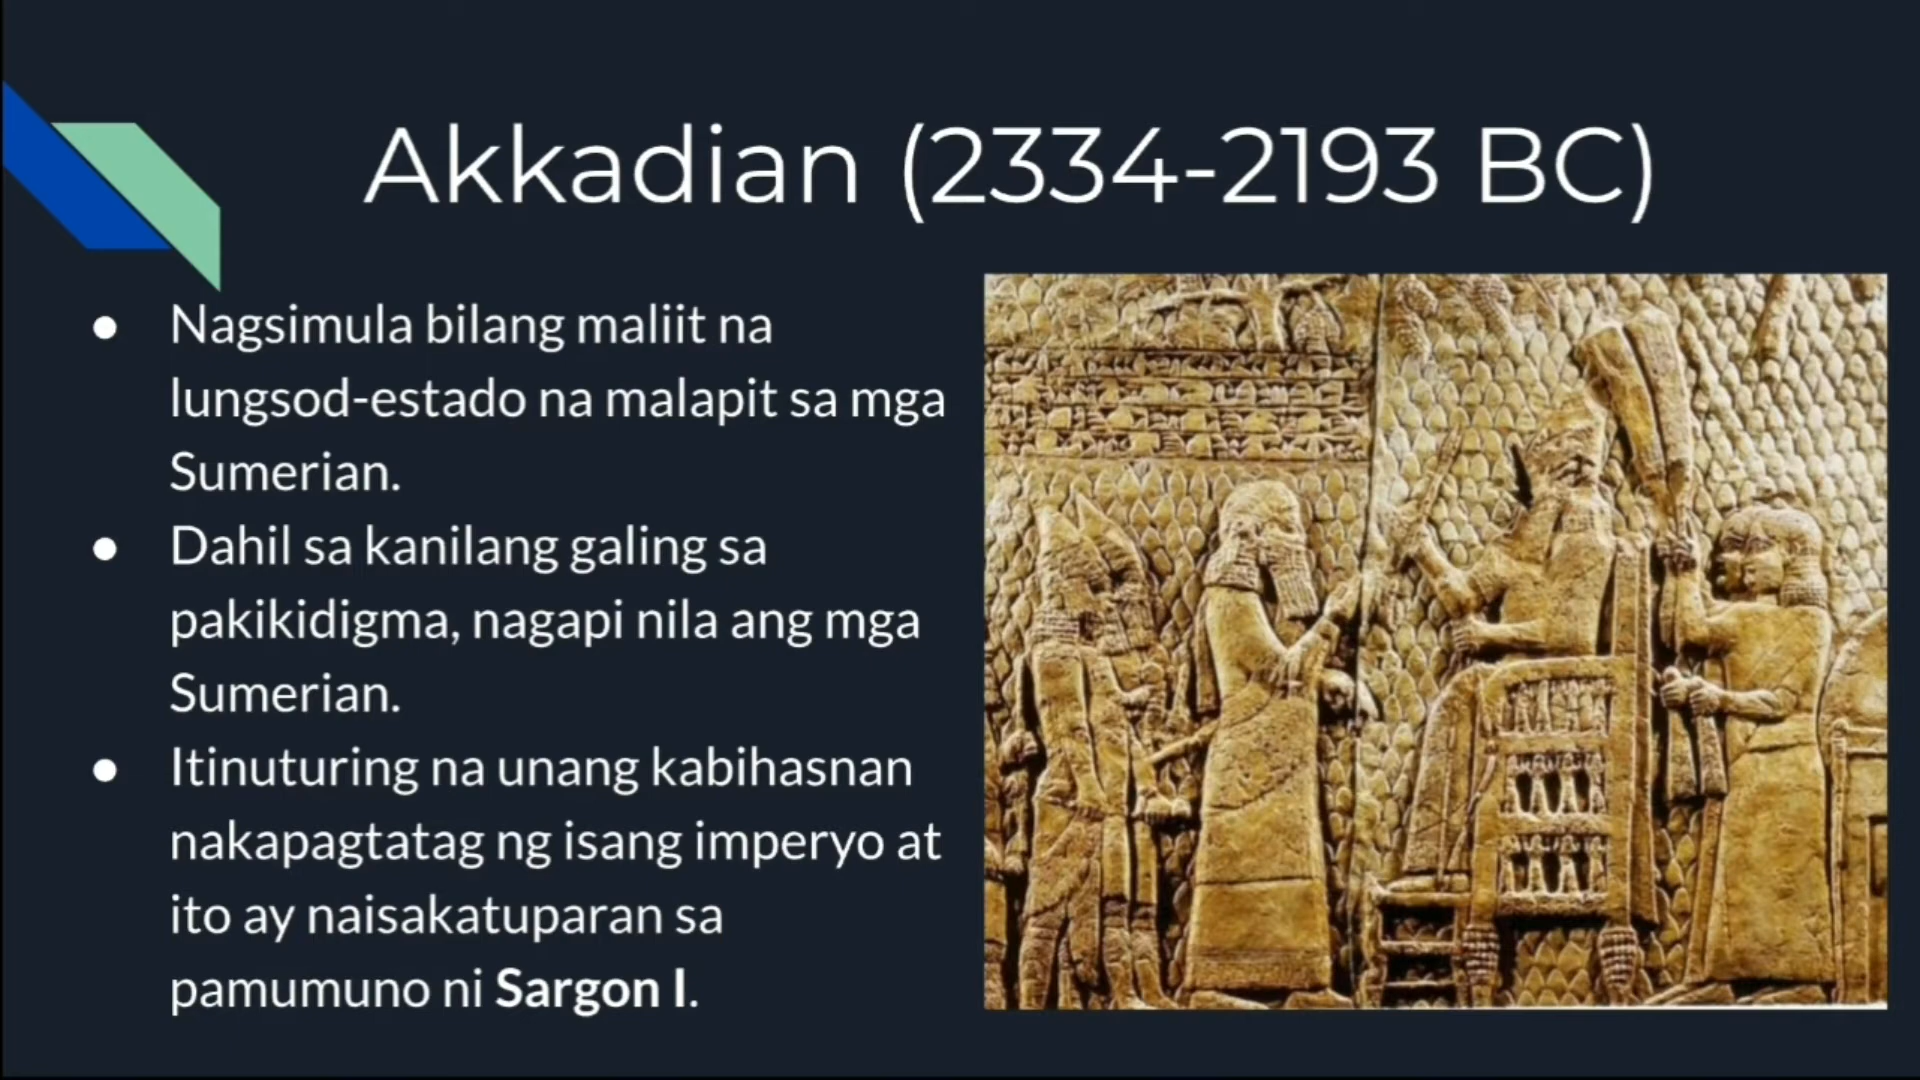 Akkadian (2334-2193 BC)
● Nagsimula bilang maliit na
lungsod-estado na malapit sa mga
Sumerian.
● Dahil sa kanilang galing sa
pakikidigma, nagapi nila ang mga
Sumerian.
● Itinuturing na unang kabihasnan
nakapagtatag ng isang imperyo at
ito ay naisakatuparan sa
pamumuno ni Sargon I.